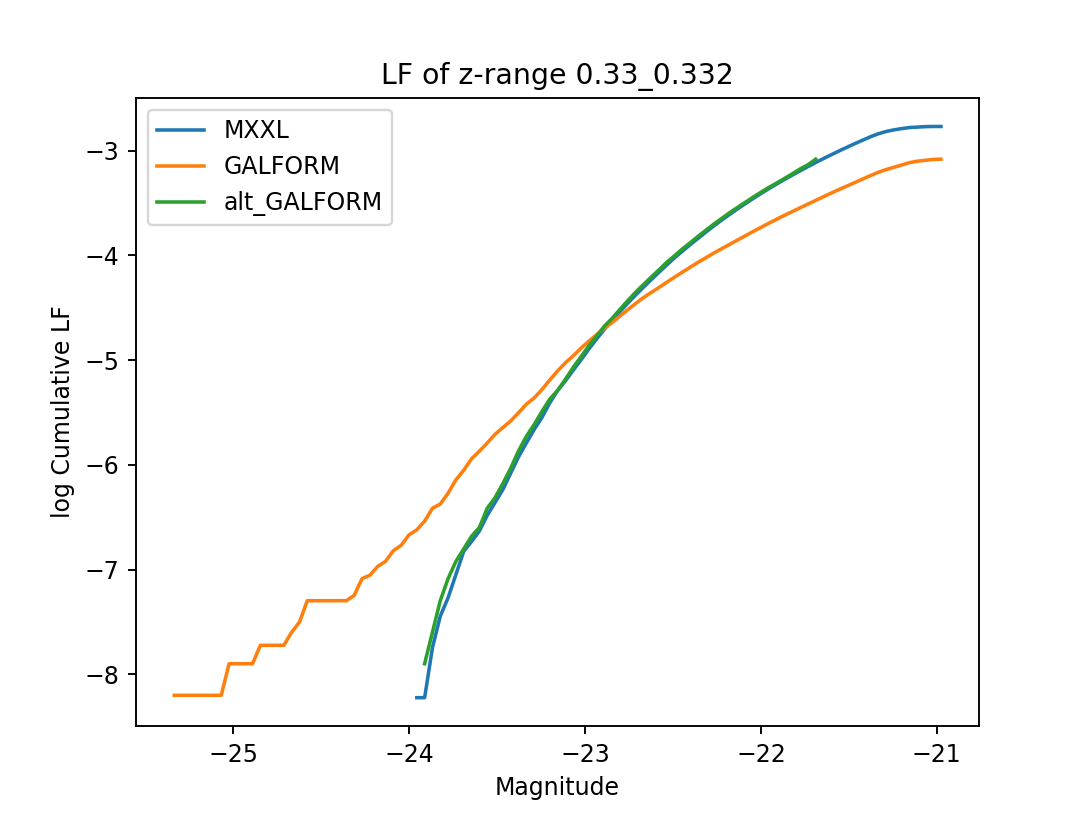 LF of z-range 0.33_0.332
MXXL
GALFORM
alt_GALFORM
log Cumulative LF
−3
−4
−5
−6
−7
−8
−25
−24
−23
−22
−21
Magnitude